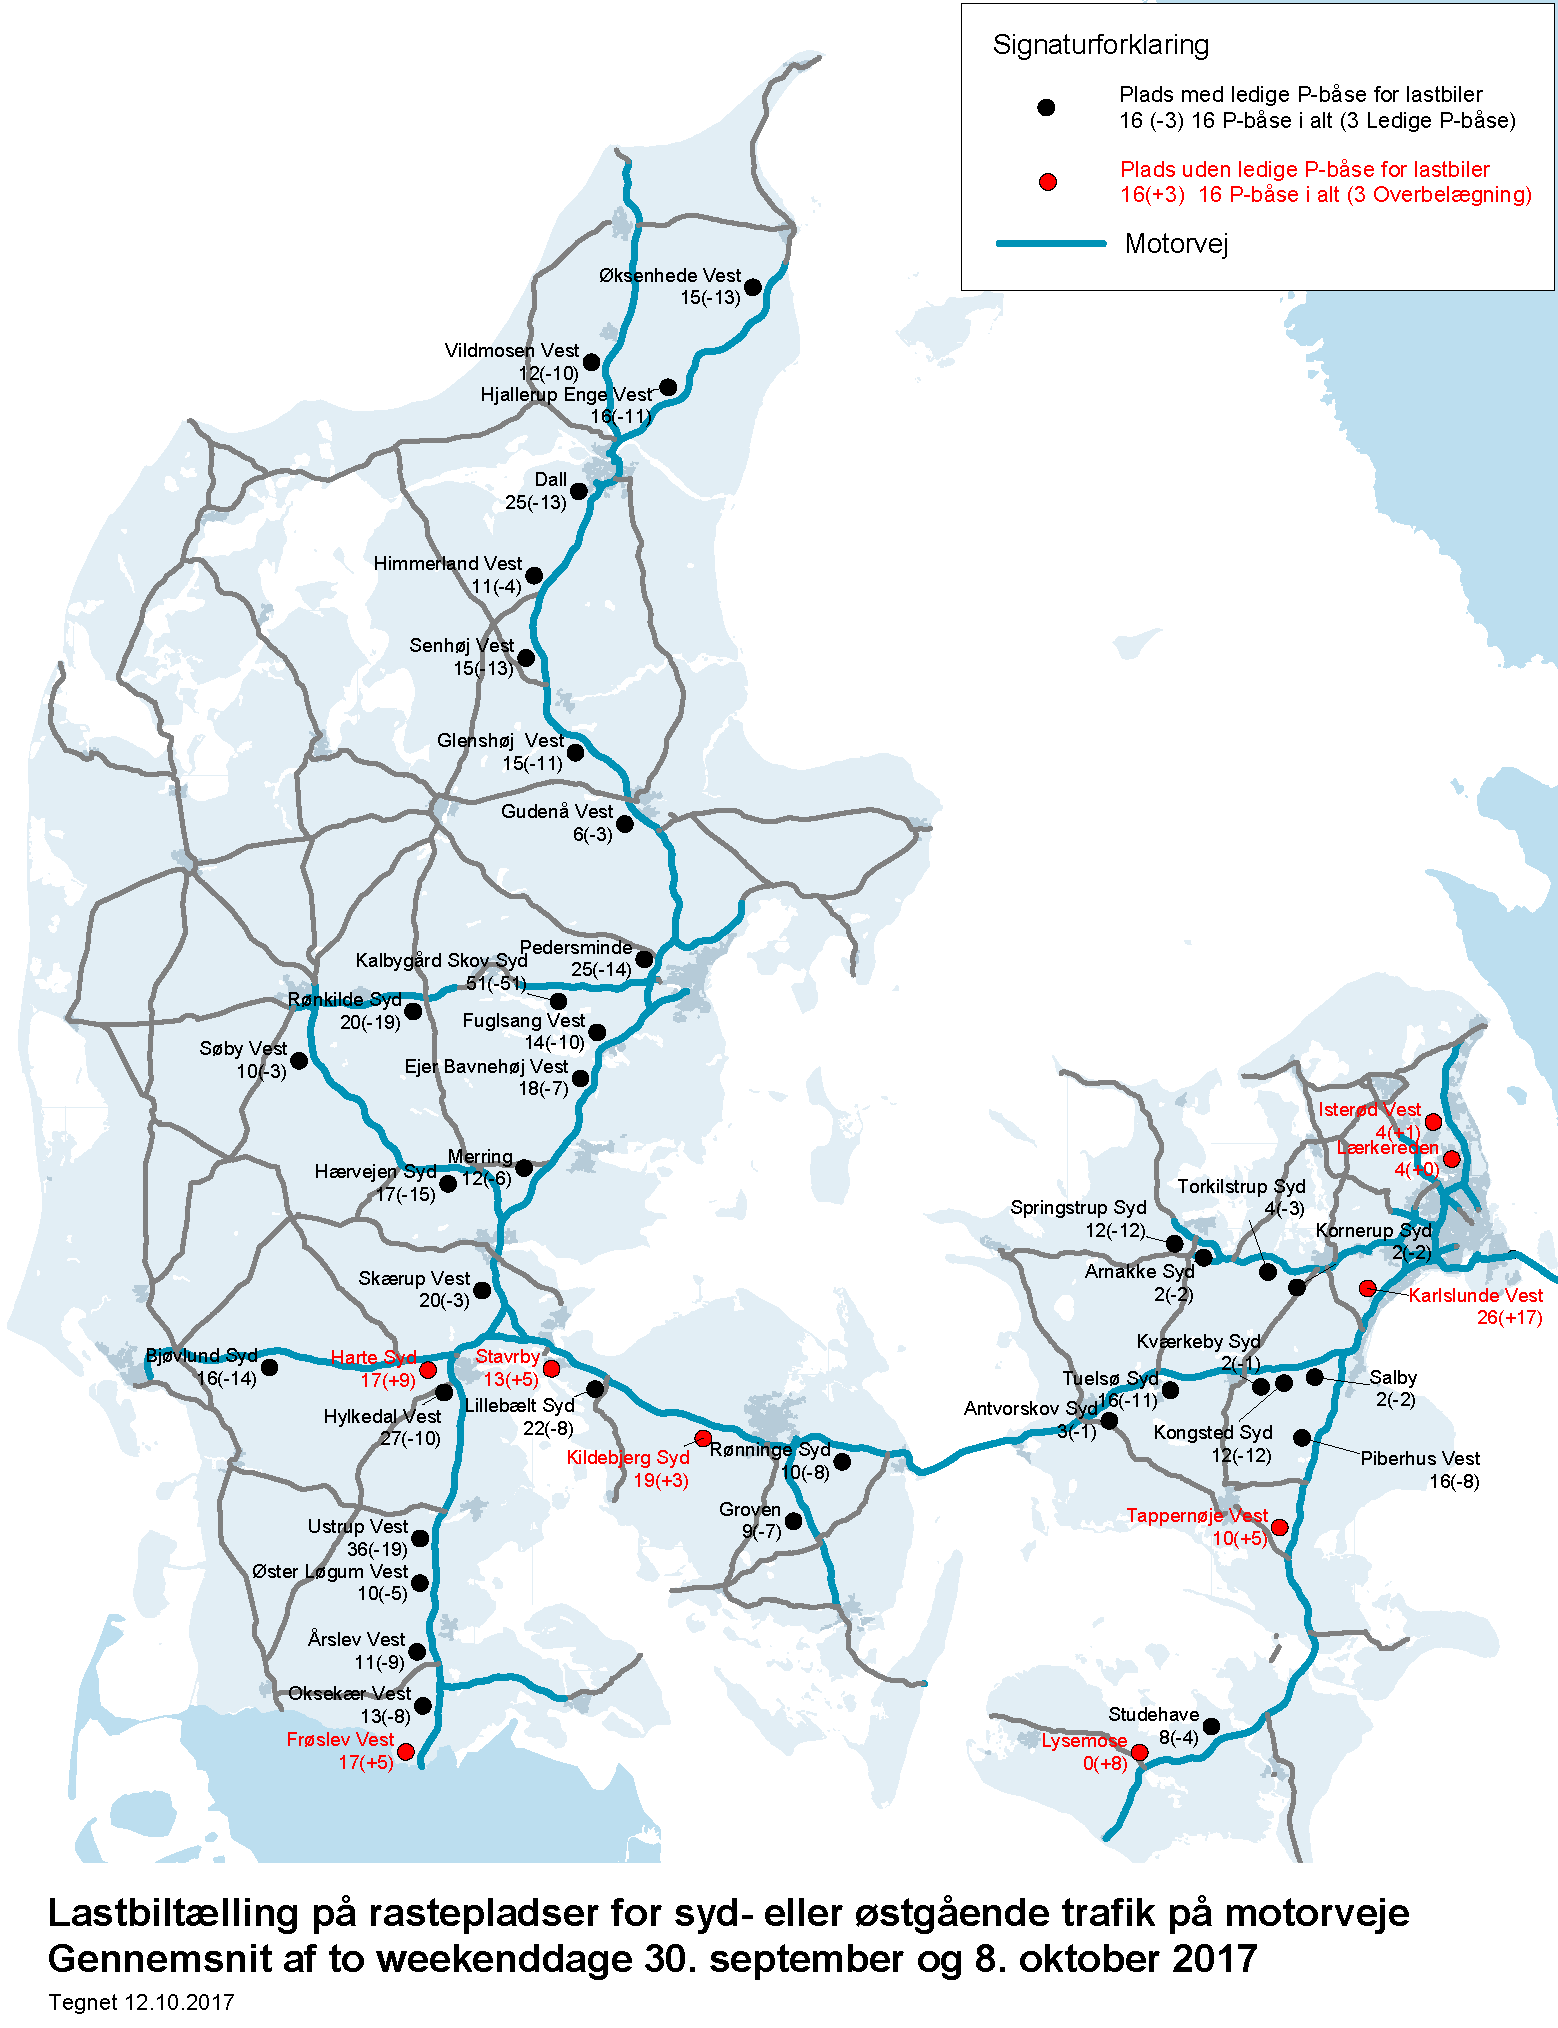 Signaturforklaring
Plads med ledige P-båse for lastbiler
16 (-3) 16 P-båse i alt (3 Ledige P-båse)
Plads uden ledige P-båse for lastbiler
16(+3) 16 P-båse i alt (3 Overbelægning)
Motorvej
Øksenhede Vest
15(-13)
Vildmosen Vest
12(-10)
Hjallerup Enge Vest
16(-11)
Dall
25(-13)
Himmerland Vest
11(-4)
Senhøj Vest
15(-13)
Glenshøj Vest
15(-11)
Gudenå Vest
6(-3)
Pedersminde
25(-14)
Kalbygård Skov Syd
51(-51)
Rønkilde Syd
20(-19)
Fuglsang Vest
14(-10)
Søby Vest
10(-3)
Ejer Bavnehøj Vest
18(-7)
Merring
12(-6)
Hærvejen Syd
17(-15)
Skærup Vest
20(-3)
Bjøvlund Syd
16(-14)
Harte Syd
17(+9)
Stavrby
13(+5)
Hylkedal Vest
27(-10)
Lillebælt Syd
22(-8)
Kildebjerg Syd
19(+3)
Rønninge Syd
10(-8)
Groven
9(-7)
Ustrup Vest
36(-19)
Øster Løgum Vest
10(-5)
Årslev Vest
11(-9)
Oksekær Vest
13(-8)
Frøslev Vest
17(+5)
Isterød Vest
4(+1)
Lærkereden
4(+0)
Torkilstrup Syd
4(-3)
Springstrup Syd
12(-12)
Kornerup Syd
2(-2)
Arnakke Syd
2(-2)
Karlslunde Vest
26(+17)
Kværkeby Syd
2(-1)
Tuelsø Syd
16(-11)
Salby
2(-2)
Antvorskov Syd
3(-1)
Kongsted Syd
12(-12)
Piberhus Vest
16(-8)
Tappernøje Vest
10(+5)
Studehave
8(-4)
Lysemose
0(+8)
Lastbiltælling på rastepladser for syd- eller østgående trafik på motorveje
Gennemsnit af to weekenddage 30. september og 8. oktober 2017
Tegnet 12.10.2017